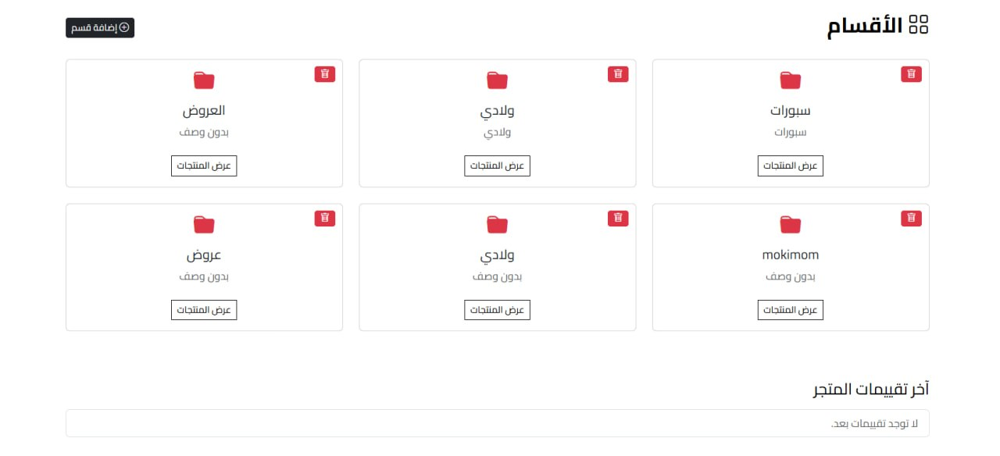 الأقسام
إضافة قسم
سبورات
سبورات
عرض المنتجات
ولادي
ولادي
عرض المنتجات
العروض
بدون وصف
عرض المنتجات
mokimom
بدون وصف
عرض المنتجات
ولادي
بدون وصف
عرض المنتجات
عروض
بدون وصف
عرض المنتجات
آخر تقييمات المتجر
لا توجد تقييمات بعد.